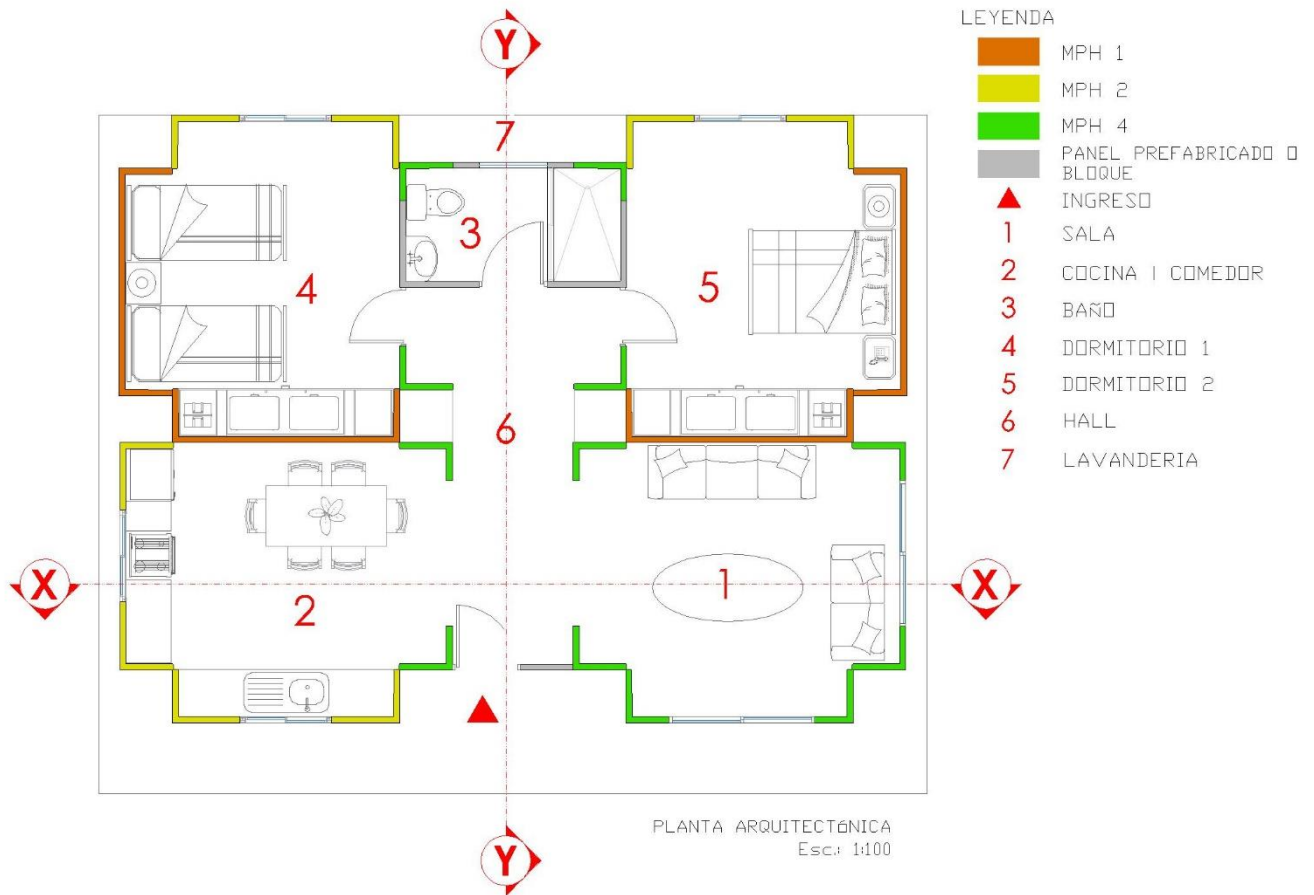 LEYENDA
MPH 1
MPH 2
MPH 4
PANEL PREFABRICADO O
BLOQUE
INGRESO
1 SALA
2 COCINA | COMEDOR
3 BAÑO
4 DORMITORIO 1
5 DORMITORIO 2
6 HALL
7 LAVANDERIA
Y
7
3
4
5
6
X
X
1
2
Y
PLANTA ARQUITECTóNICA
Esc.: 1:100